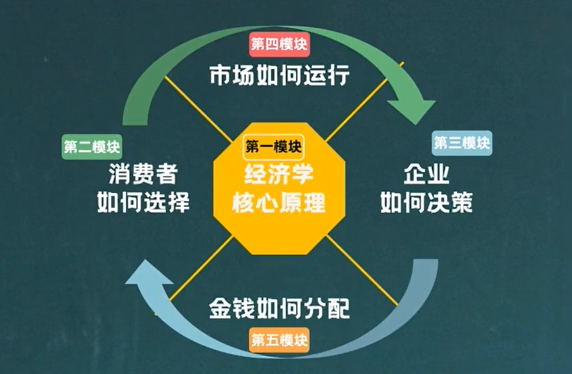 第四模块
市场如何运行
第二模块
消费者
如何选择
第一模块
经济学
核心原理
第三模块
企业
如何决策
金钱如何分配
第五模块